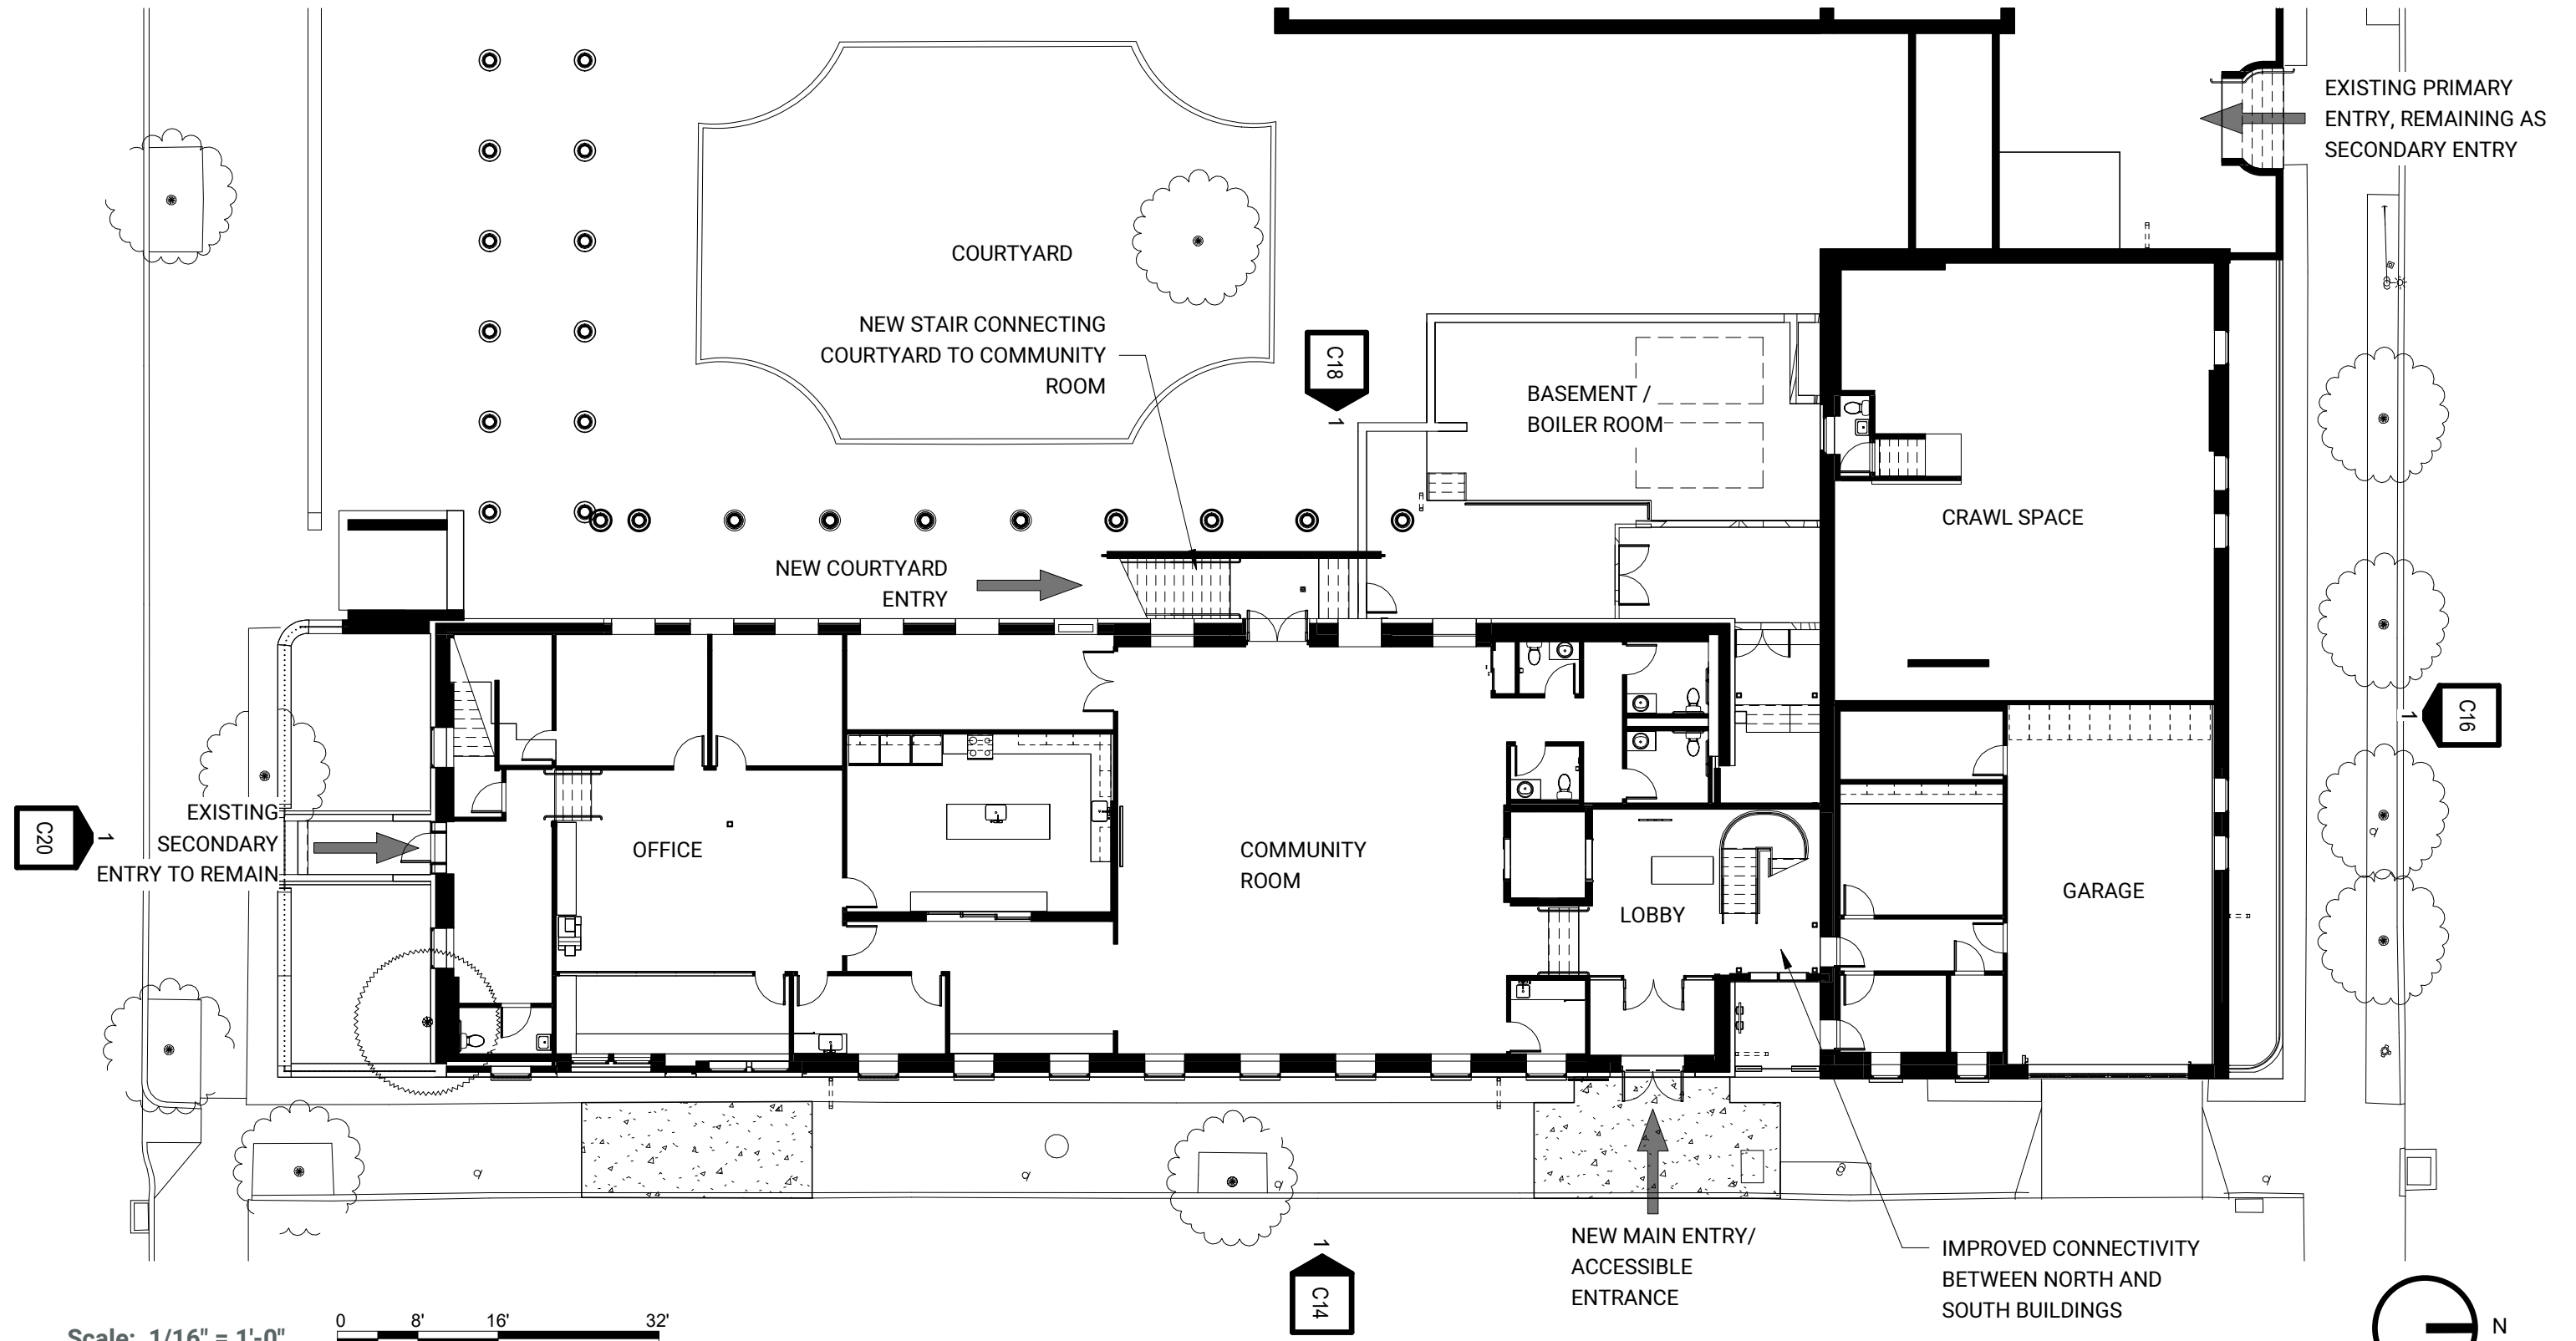 EXISTING PRIMARY
ENTRY, REMAINING AS
SECONDARY ENTRY
COURTYARD
NEW STAIR CONNECTING
COURTYARD TO COMMUNITY
ROOM
C18
1
BASEMENT /
BOILER ROOM
CRAWL SPACE
NEW COURTYARD
ENTRY
C16
1
EXISTING
SECONDARY
ENTRY TO REMAIN
C20
1
OFFICE
COMMUNITY
ROOM
LOBBY
GARAGE
NEW MAIN ENTRY/
ACCESSIBLE
ENTRANCE
IMPROVED CONNECTIVITY
BETWEEN NORTH AND
SOUTH BUILDINGS
1
C14
Scale: 1/16" = 1'-0"
0 8' 16' 32'
N